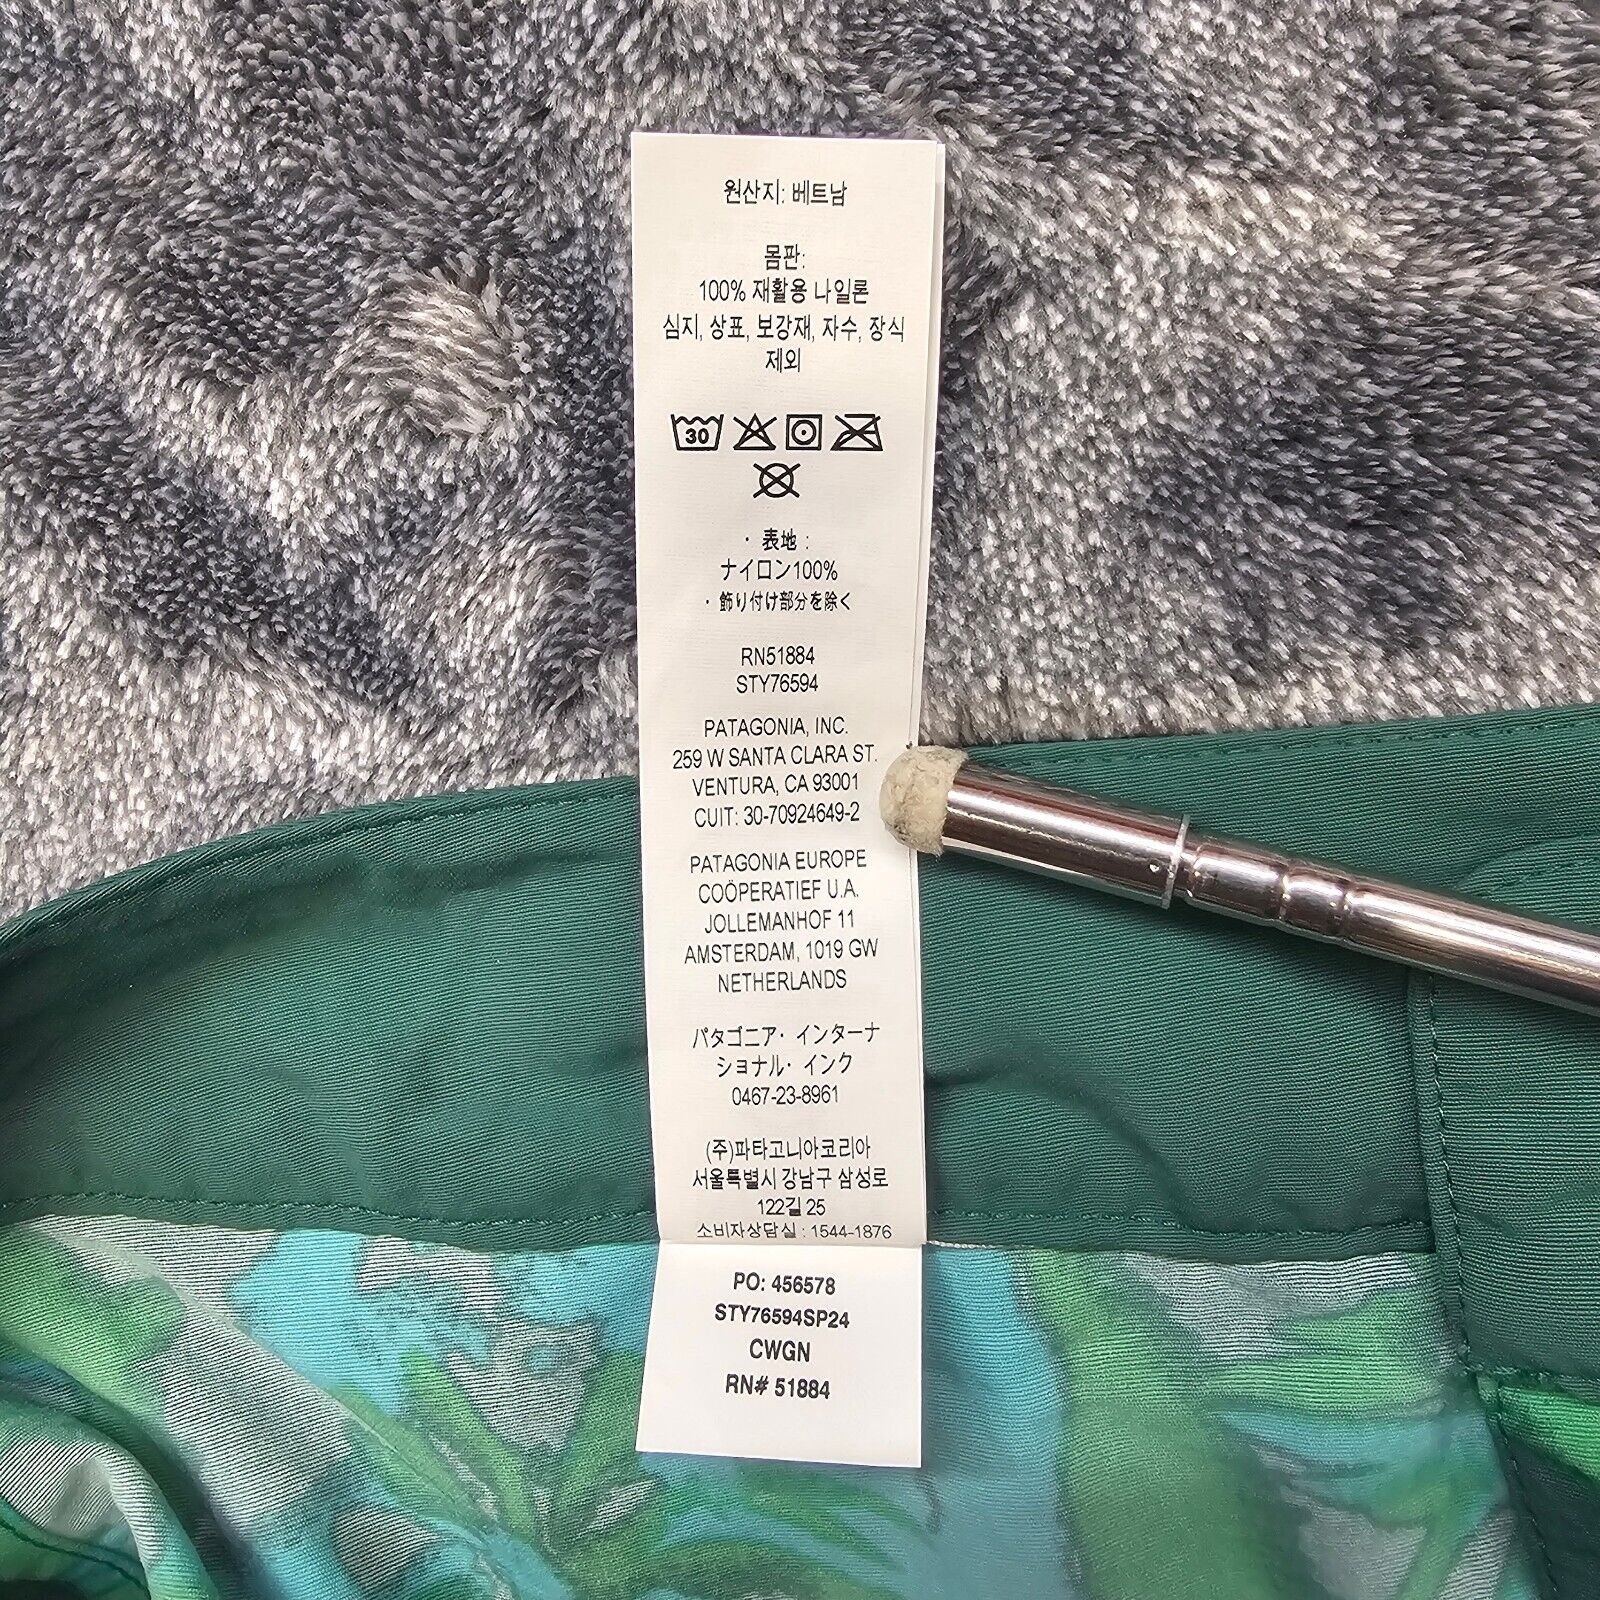 원산지: 베트남
몸판:
100% 재활용 나일론
심지, 상표, 보강재, 자수, 장식
제외
30
・表地:
ナイロン100%
・飾り付け部分を除く
RN51884
STY76594
PATAGONIA, INC.
259 W SANTA CLARA ST.
VENTURA, CA 93001
CUIT: 30-70924649-2
PATAGONIA EUROPE
COÖPERATIEF U.A.
JOLLEMANHOF 11
AMSTERDAM, 1019 GW
NETHERLANDS
パタゴニア・インターナ
ショナル・インク
0467-23-8961
(주)파타고니아코리아
서울특별시 강남구 삼성로
122길 25
소비자상담실 : 1544-1876
PO: 456578
STY76594SP24
CWGN
RN# 51884